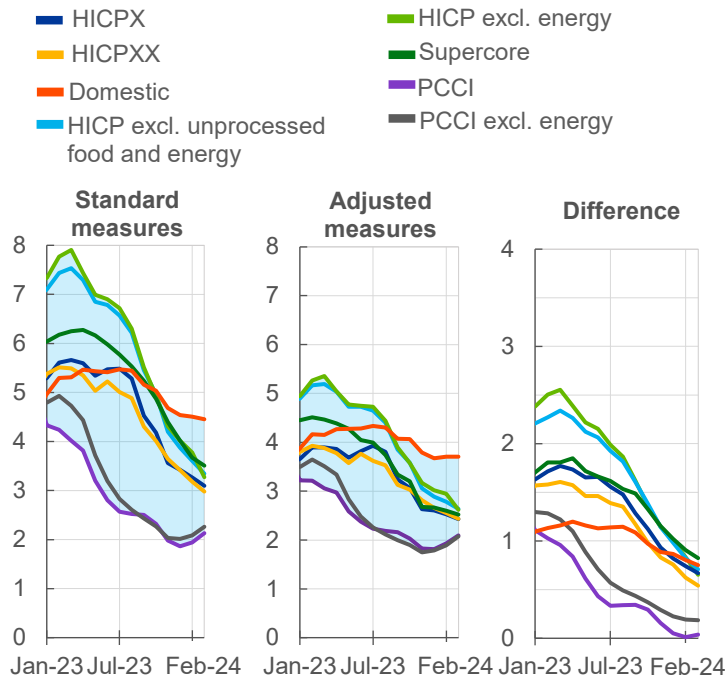 HICPX
HICPXX
Domestic
HICP excl. unprocessed
food and energy
HICP excl. energy
Supercore
PCCI
PCCI excl. energy
Standard
measures
8
7
6
5
4
3
2
1
0
Jan-23 Jul-23 Feb-24
Adjusted
measures
8
7
6
5
4
3
2
1
0
Jan-23 Jul-23 Feb-24
Difference
4
3
2
1
0
Jan-23 Jul-23 Feb-24